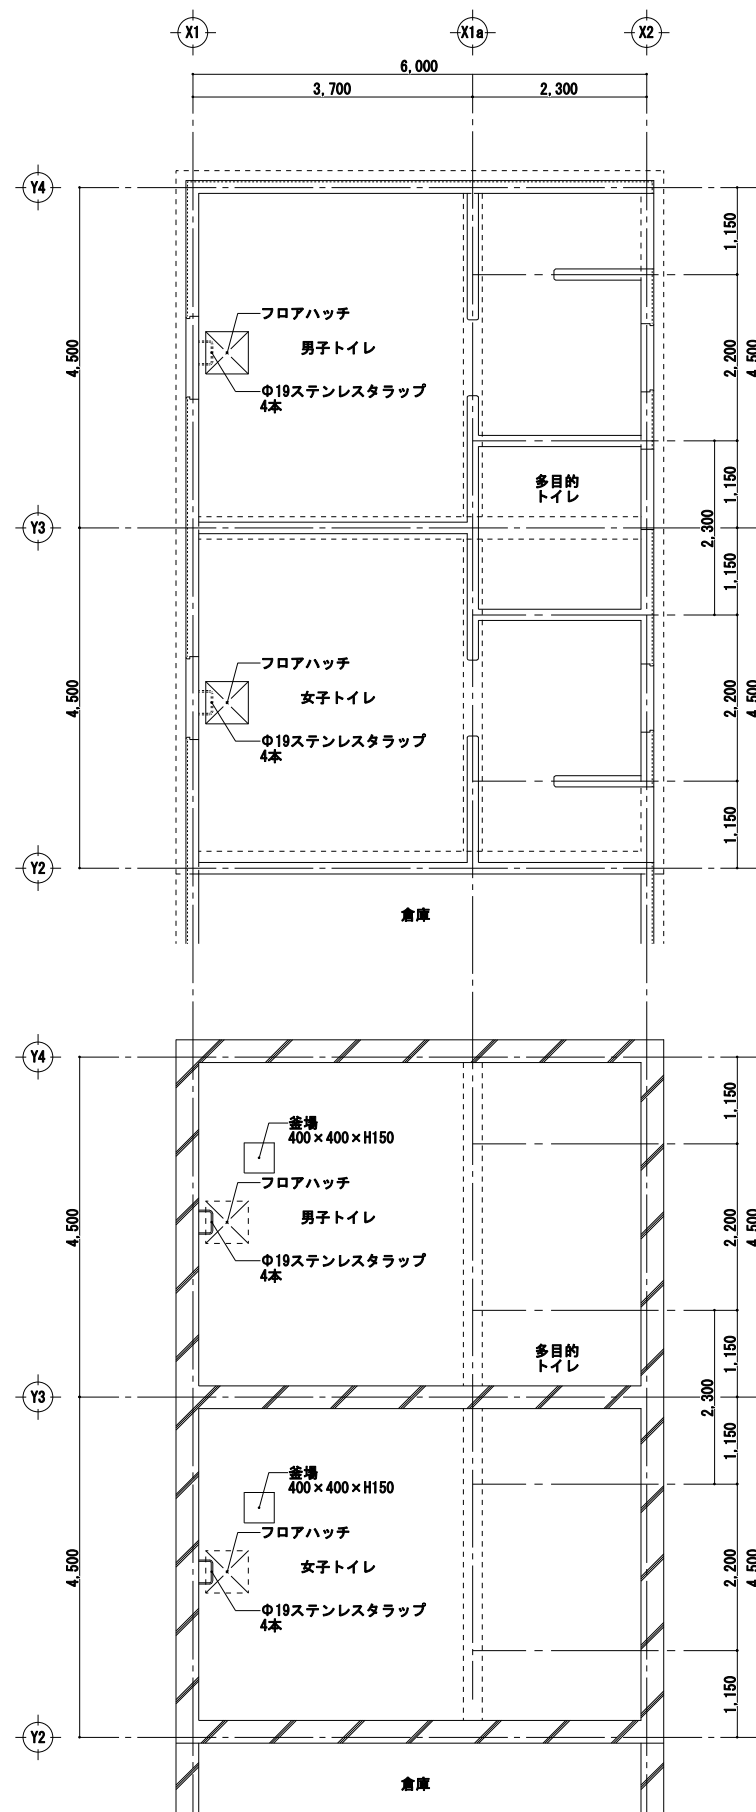 X1
X1a
X2
6,000
3,700
2,300
Y4
1,150
フロアハッチ
男子トイレ
4,500
2,200
4,500
Φ19ステンレスタラップ
4本
多目的
トイレ
1,150
Y3
2,300
1,150
フロアハッチ
女子トイレ
4,500
2,200
4,500
Φ19ステンレスタラップ
4本
1,150
Y2
倉庫
Y4
1,150
釜場
400×400×H150
フロアハッチ
男子トイレ
4,500
2,200
4,500
Φ19ステンレスタラップ
4本
多目的
トイレ
1,150
Y3
2,300
1,150
釜場
400×400×H150
フロアハッチ
女子トイレ
4,500
2,200
4,500
Φ19ステンレスタラップ
4本
1,150
Y2
倉庫